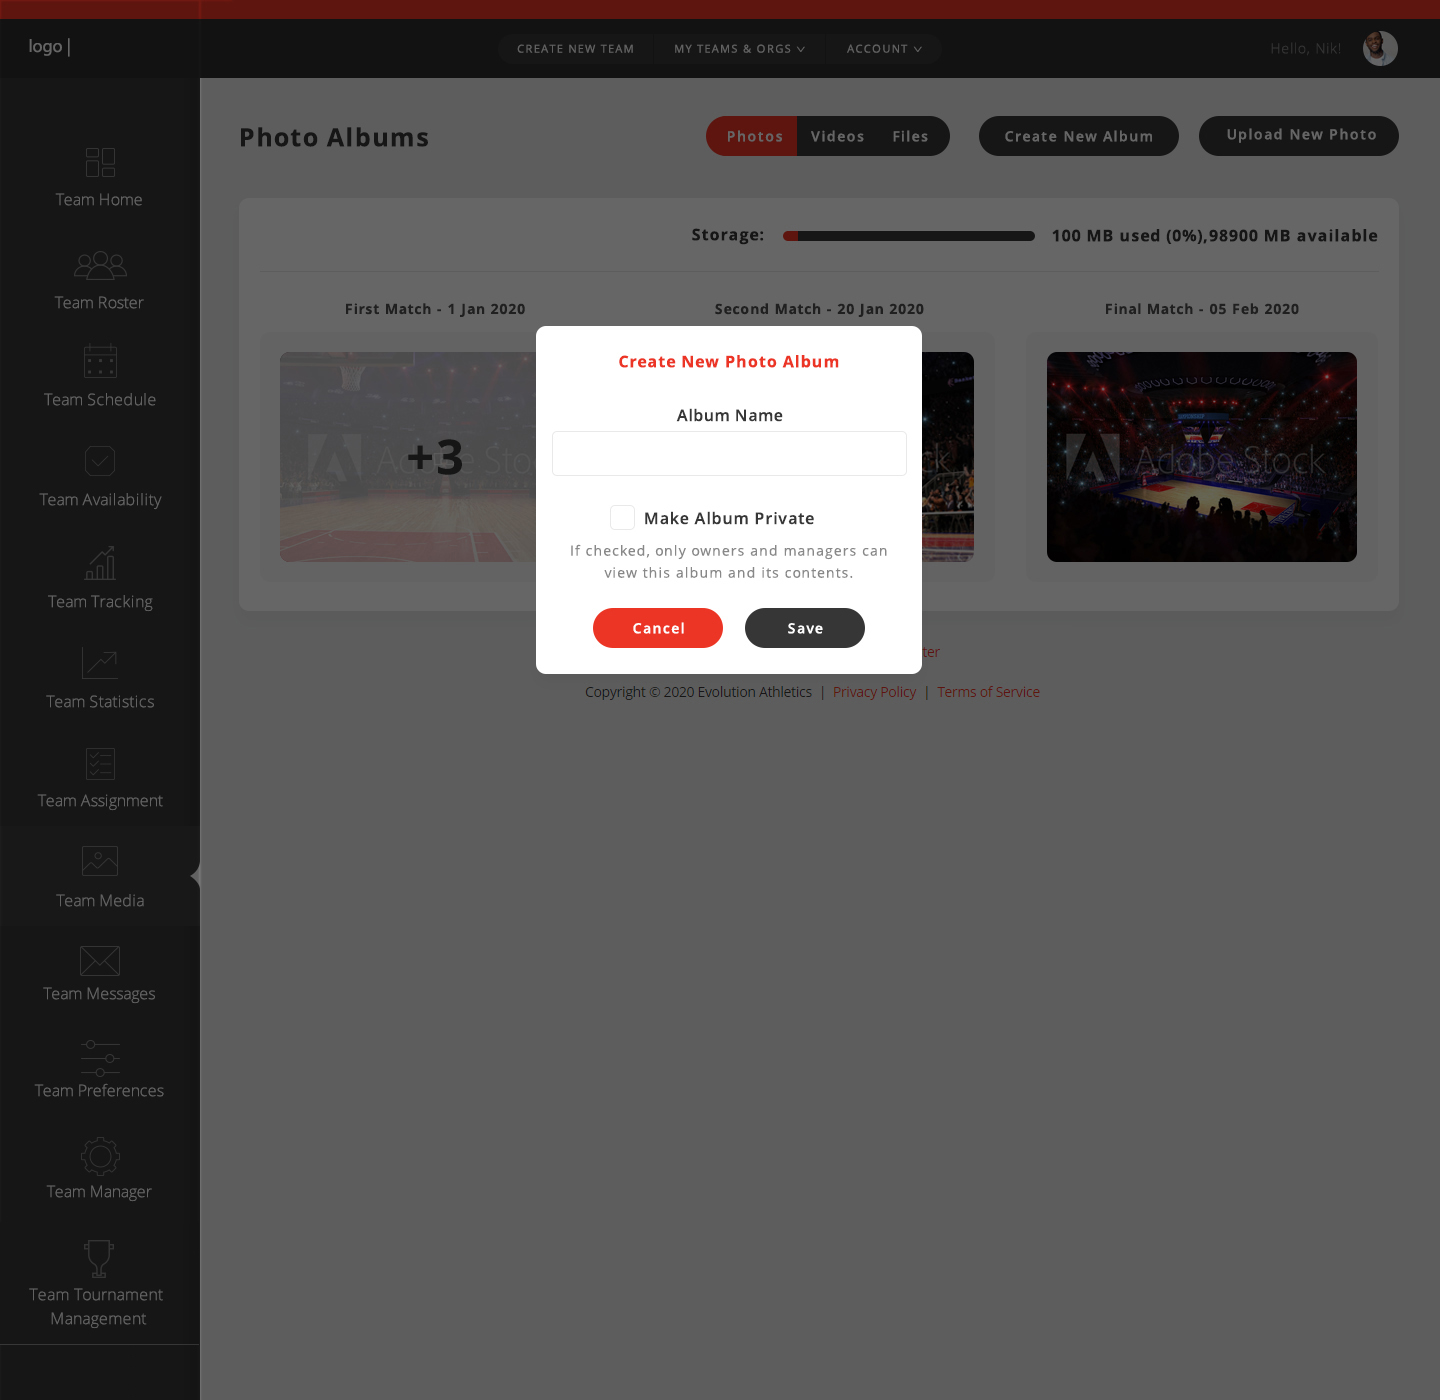 logo |
CREATE NEW TEAM
MY TEAMS & ORGS
ACCOUNT
Hello, Nik!
Team Home
Team Roster
Team Schedule
Team Availability
Team Tracking
Team Statistics
Team Assignment
Team Media
Team Messages
Team Preferences
Team Manager
Team Tournament
Management
Photo Albums
Photos
Videos
Files
Create New Album
Upload New Photo
Storage:
100 MB used (0%),98900 MB available
First Match - 1 Jan 2020
Second Match - 20 Jan 2020
Final Match - 05 Feb 2020
+3
Adobe Stock
Adobe Stock
Create New Photo Album
Album Name
Make Album Private
If checked, only owners and managers can
view this album and its contents.
Cancel
Save
Copyright © 2020 Evolution Athletics | Privacy Policy | Terms of Service